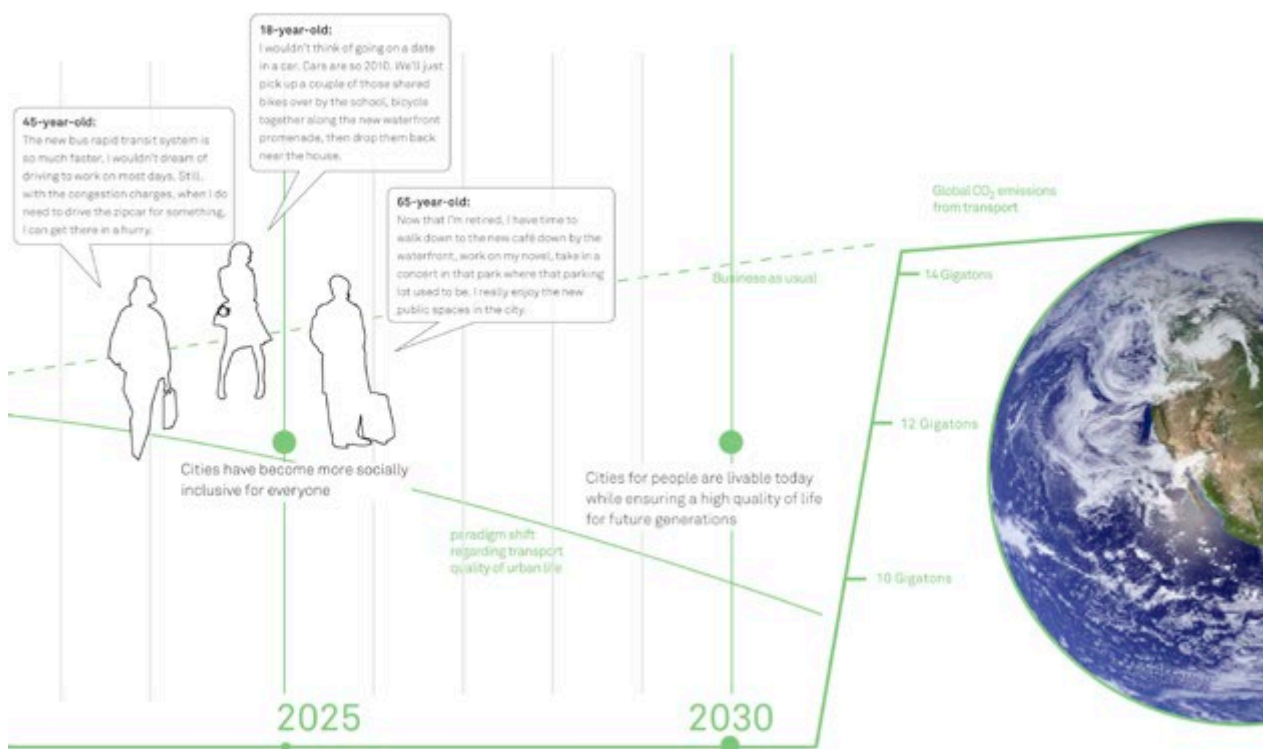 18-year-old:
I wouldn't think of going on a date
in a car. Cars are so 2010. We'll just
pick up a couple of those shared
bikes over by the school, bicycle
together along the new waterfront
promenade, then drop them back
near the house.
45-year-old:
The new bus rapid transit system is
so much faster, I wouldn't dream of
driving to work on most days. Still,
with the congestion charges, when I do
need to drive the zipcar for something,
I can get there in a hurry.
65-year-old:
Now that I'm retired, I have time to
walk down to the new café down by the
waterfront, work on my novel, take in a
concert in that park where that parking
lot used to be. I really enjoy the new
public spaces in the city.
Global CO₂ emissions
from transport
Business as usual
14 Gigatons
12 Gigatons
Cities have become more socially
inclusive for everyone
Cities for people are livable today
while ensuring a high quality of life
for future generations
paradigm shift
regarding transport
quality of urban life
10 Gigatons
2025
2030